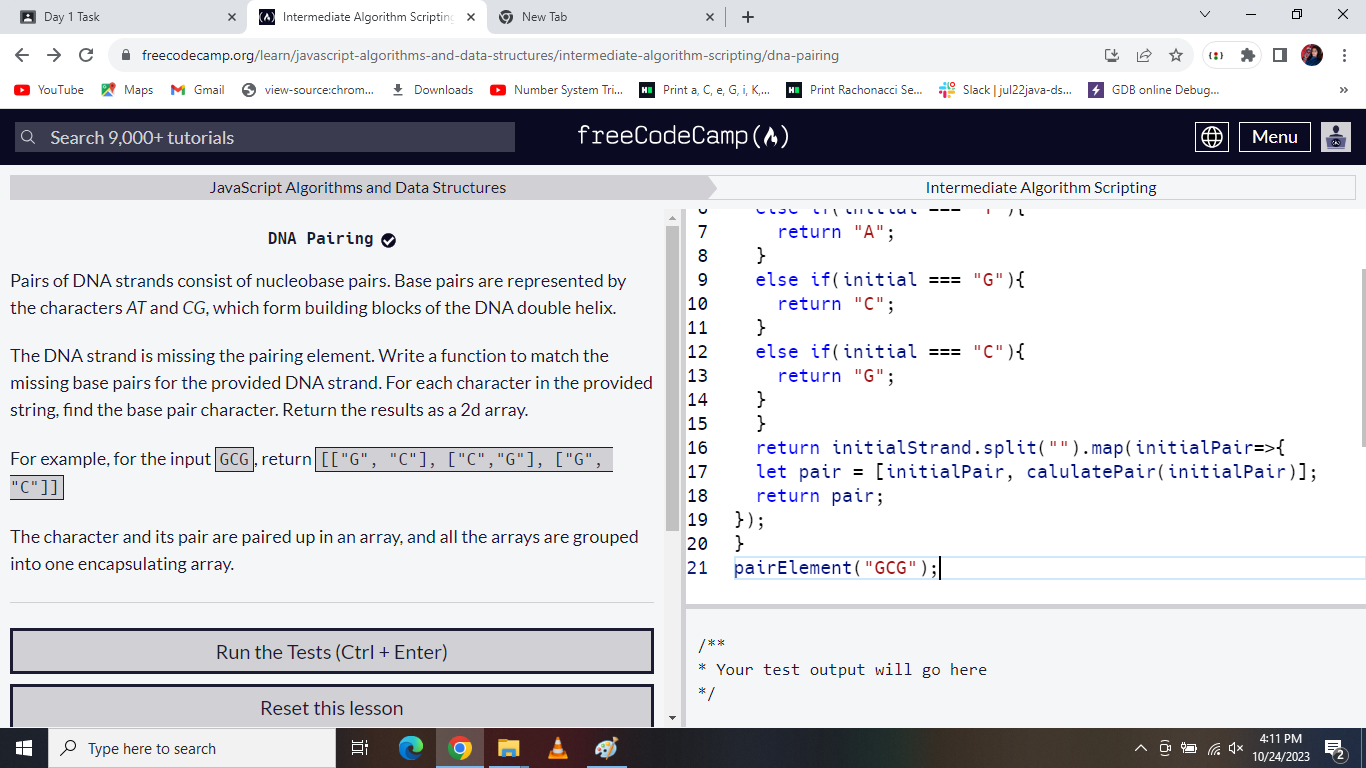 Day 1 Task
Intermediate Algorithm Scripting
New Tab
freecodecamp.org/learn/javascript-algorithms-and-data-structures/intermediate-algorithm-scripting/dna-pairing
YouTube
Maps
Gmail
view-source:chrom...
Downloads
Number System Tri...
Print a, C, e, G, i, K,...
Print Rachonacci Se...
Slack | jul22java-ds...
GDB online Debug...
»
Search 9,000+ tutorials
freeCodeCamp
Menu
JavaScript Algorithms and Data Structures
Intermediate Algorithm Scripting
DNA Pairing
Pairs of DNA strands consist of nucleobase pairs. Base pairs are represented by
the characters AT and CG, which form building blocks of the DNA double helix.
The DNA strand is missing the pairing element. Write a function to match the
missing base pairs for the provided DNA strand. For each character in the provided
string, find the base pair character. Return the results as a 2d array.
For example, for the input GCG, return [["G", "C"], ["C","G"], ["G",
"C"]]
The character and its pair are paired up in an array, and all the arrays are grouped
into one encapsulating array.
Run the Tests (Ctrl + Enter)
Reset this lesson
6 else if(initial === "T"){
7 return "A";
8 }
9 else if(initial === "G"){
10 return "C";
11 }
12 else if(initial === "C"){
13 return "G";
14 }
15 }
16 return initialStrand.split("").map(initialPair=>{
17 let pair = [initialPair, calulatePair(initialPair)];
18 return pair;
19 });
20 }
21 pairElement("GCG");
/**
* Your test output will go here
*/
Type here to search
4:11 PM
10/24/2023
2